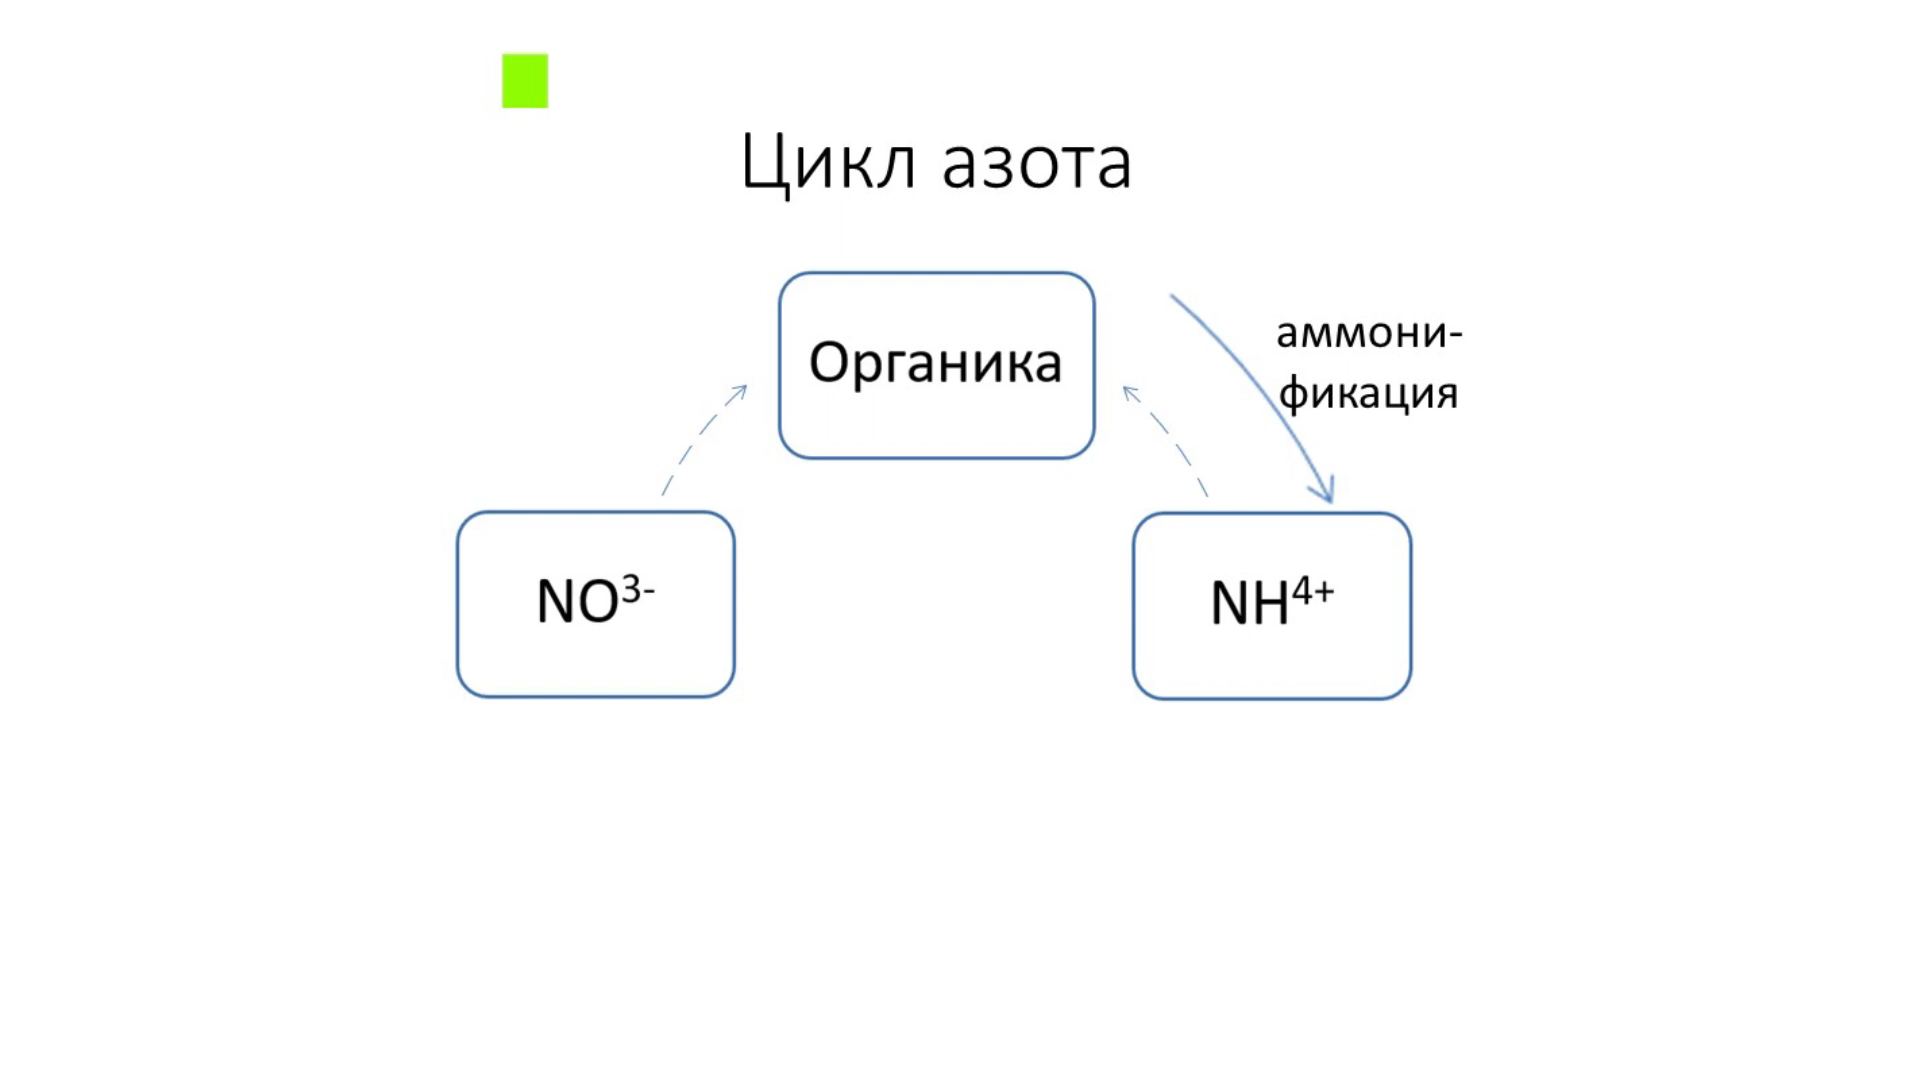 Цикл азота
Органика
аммони-
фикация
NO³⁻
NH⁴⁺